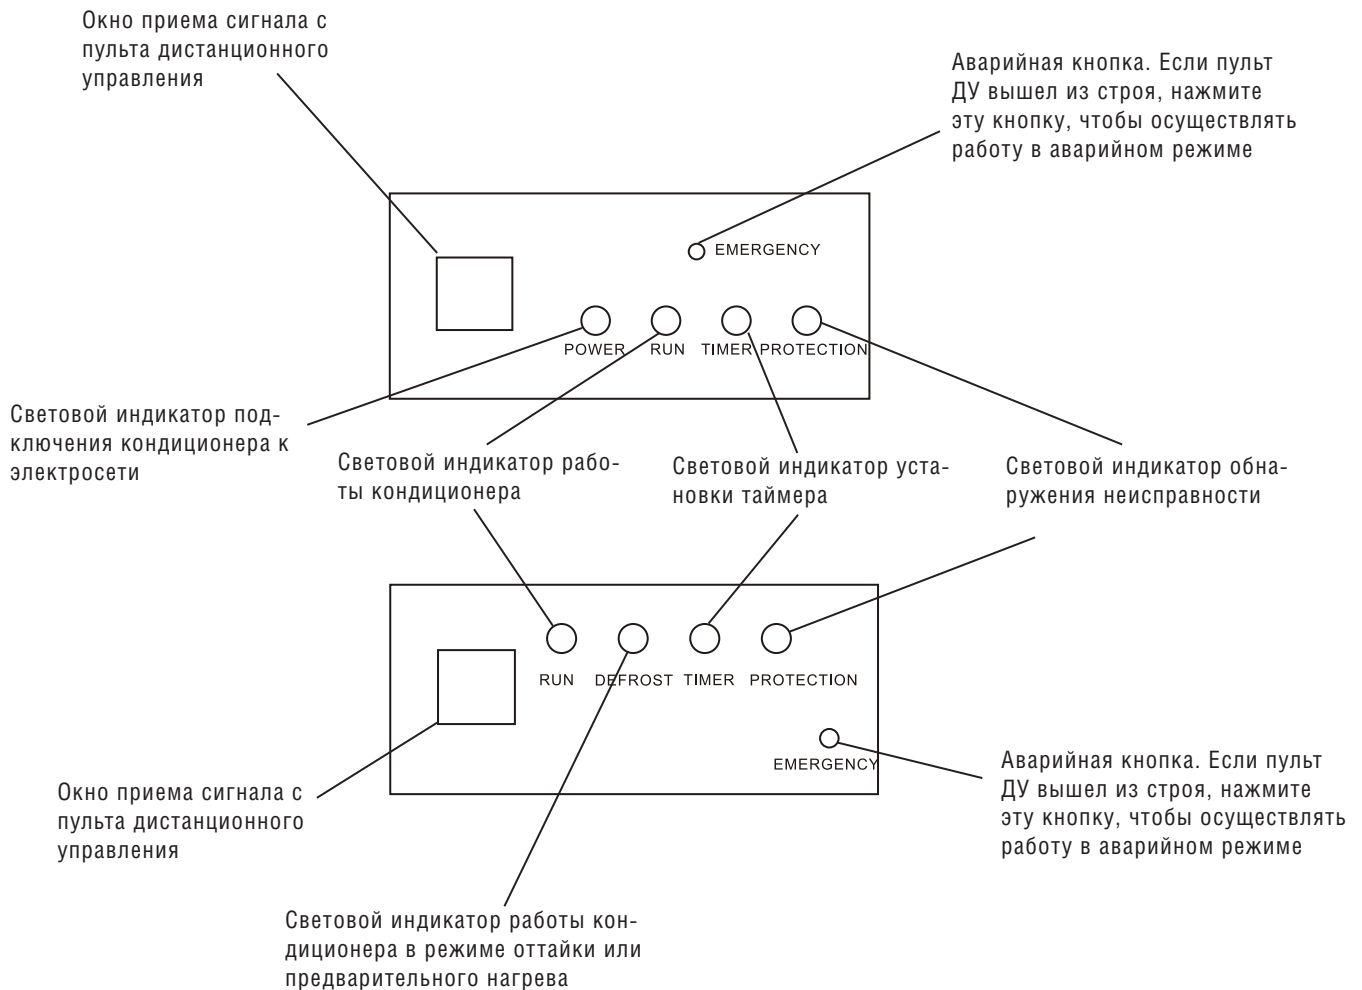 Окно приема сигнала с
пульта дистанционного
управления
Аварийная кнопка. Если пульт
ДУ вышел из строя, нажмите
эту кнопку, чтобы осуществлять
работу в аварийном режиме
EMERGENCY
POWER RUN TIMER PROTECTION
Световой индикатор под-
ключения кондиционера к
электросети
Световой индикатор рабо-
ты кондиционера
Световой индикатор уста-
новки таймера
Световой индикатор обна-
ружения неисправности
RUN DEFROST TIMER PROTECTION
EMERGENCY
Окно приема сигнала с
пульта дистанционного
управления
Аварийная кнопка. Если пульт
ДУ вышел из строя, нажмите
эту кнопку, чтобы осуществлять
работу в аварийном режиме
Световой индикатор работы кон-
диционера в режиме оттайки или
предварительного нагрева